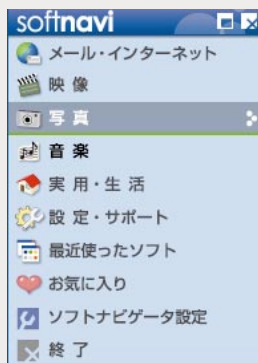 softnavi
メール・インターネット
映 像
写 真
音 楽
実 用・生 活
設 定・サポート
最近使ったソフト
お気に入り
ソフトナビゲータ設定
終 了